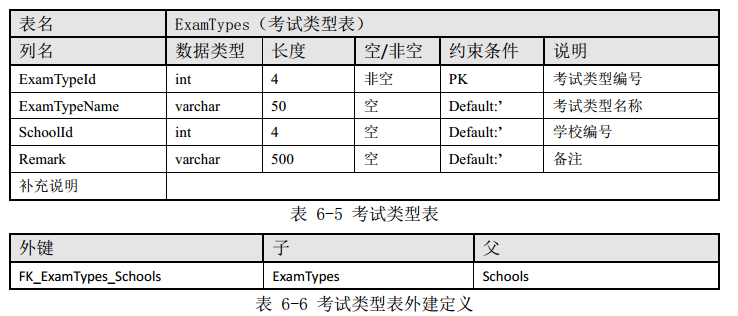 表名 ExamTypes（考试类型表）
列名 数据类型 长度 空/非空 约束条件 说明
ExamTypeId int 4 非空 PK 考试类型编号
ExamTypeName varchar 50 空 Default:’ 考试类型名称
SchoolId int 4 空 Default:’ 学校编号
Remark varchar 500 空 Default:’ 备注
补充说明
表 6-5 考试类型表
外键 子 父
FK_ExamTypes_Schools ExamTypes Schools
表 6-6 考试类型表外建定义